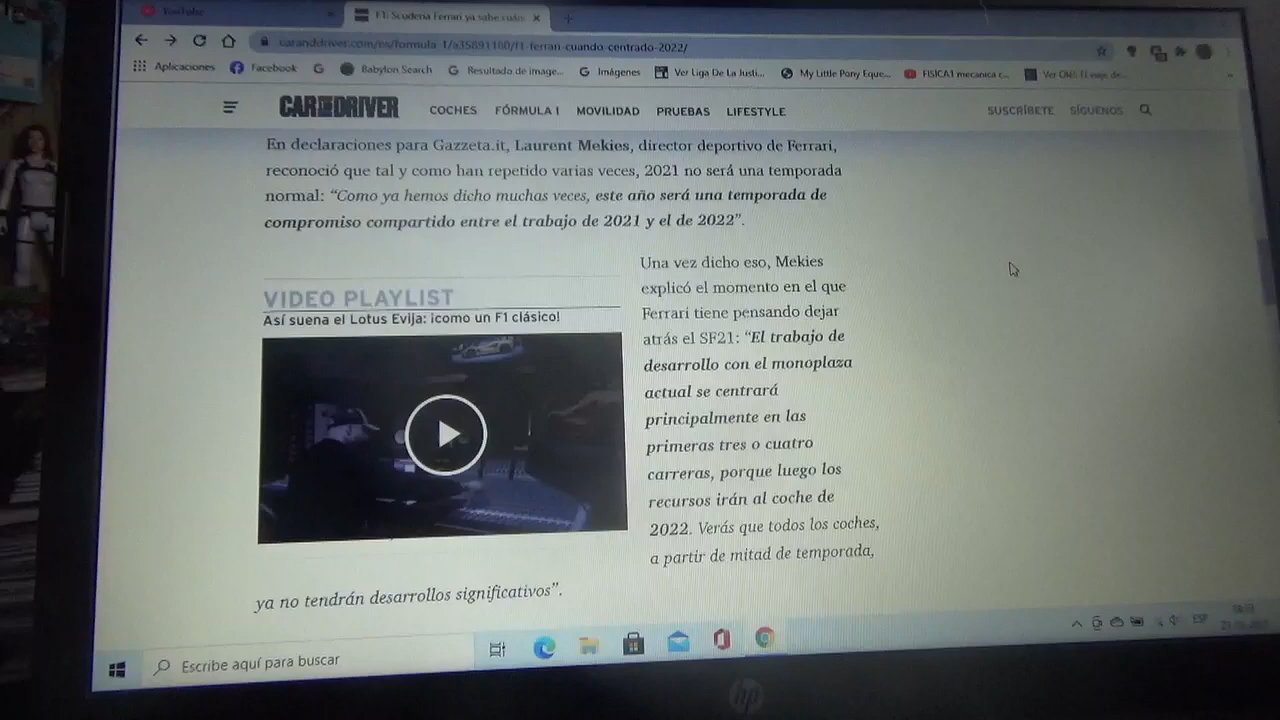 YouTube
F1: Scuderia Ferrari ya sabe cuán
caranddriver.com/es/formula-1/a35891160/f1-ferrari-cuando-centrado-2022/
Aplicaciones
Facebook
Babylon Search
Resultado de image...
Imágenes
Ver Liga De La Justi...
My Little Pony Eque...
FISICA1 mecanica c...
CAR AND DRIVER
COCHES
FÓRMULA 1
MOVILIDAD
PRUEBAS
LIFESTYLE
SUSCRÍBETE
SÍGUENOS
En declaraciones para Gazzeta.it, Laurent Mekies, director deportivo de Ferrari,
reconoció que tal y como han repetido varias veces, 2021 no será una temporada
normal: “Como ya hemos dicho muchas veces, este año será una temporada de
compromiso compartido entre el trabajo de 2021 y el de 2022”.
VIDEO PLAYLIST
Así suena el Lotus Evija: ¡como un F1 clásico!
Una vez dicho eso, Mekies
explicó el momento en el que
Ferrari tiene pensando dejar
atrás el SF21: “El trabajo de
desarrollo con el monoplaza
actual se centrará
principalmente en las
primeras tres o cuatro
carreras, porque luego los
recursos irán al coche de
2022. Verás que todos los coches,
a partir de mitad de temporada,
ya no tendrán desarrollos significativos”.
Escribe aquí para buscar
ESP
hp